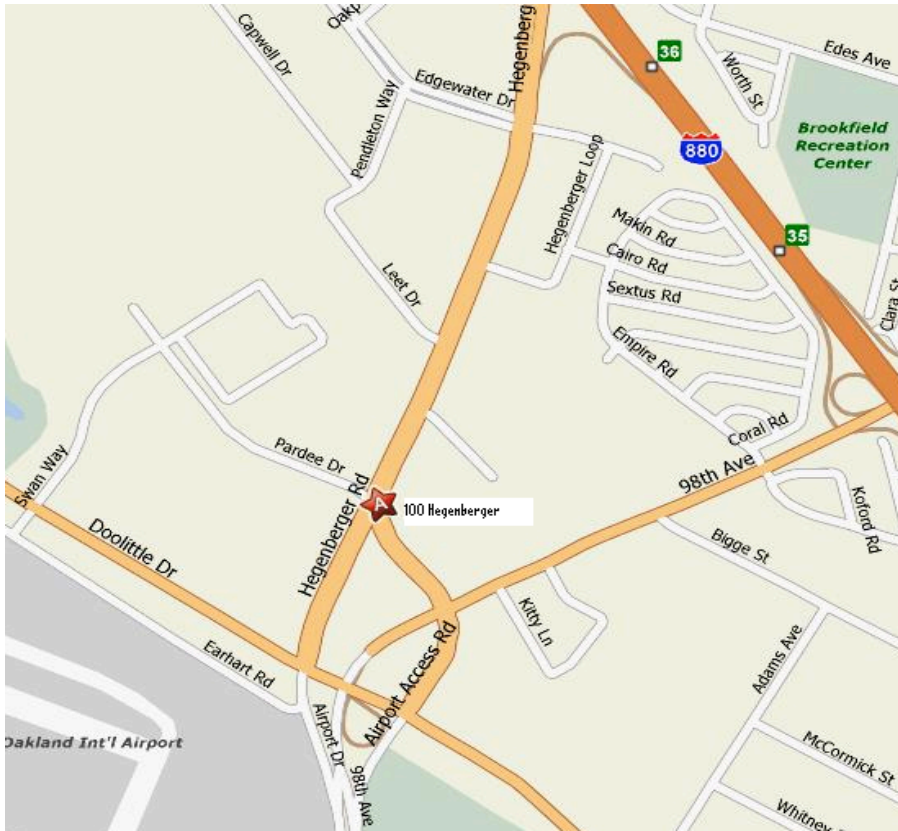 Oakp
Hegenberg
36
Edes Ave
Capwell Dr
Worth St
Edgewater Dr
Pendleton Way
880
Brookfield
Recreation
Center
Hegenberger Loop
Makin Rd
35
Cairo Rd
Leet Dr
Sextus Rd
Clara St
Empire Rd
Coral Rd
Pardee Dr
98th Ave
Swan Way
Koford Rd
A
100 Hegenberger
Hegenberger Rd
Doolittle Dr
Bigge St
Kitty Ln
Adams Ave
Earhart Rd
Airport Access Rd
Airport Dr
Oakland Int'l Airport
McCormick St
98th Ave
Whitney